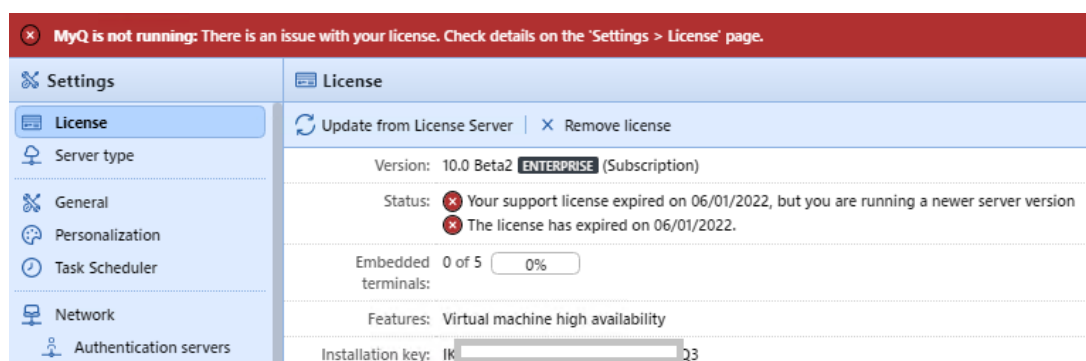 MyQ is not running: There is an issue with your license. Check details on the 'Settings > License' page.
Settings
License
Server type
General
Personalization
Task Scheduler
Network
Authentication servers
License
Update from License Server
Remove license
Version: 10.0 Beta2 ENTERPRISE (Subscription)
Status: Your support license expired on 06/01/2022, but you are running a newer server version
The license has expired on 06/01/2022.
Embedded terminals: 0 of 5 0%
Features: Virtual machine high availability
Installation key: IK Q3